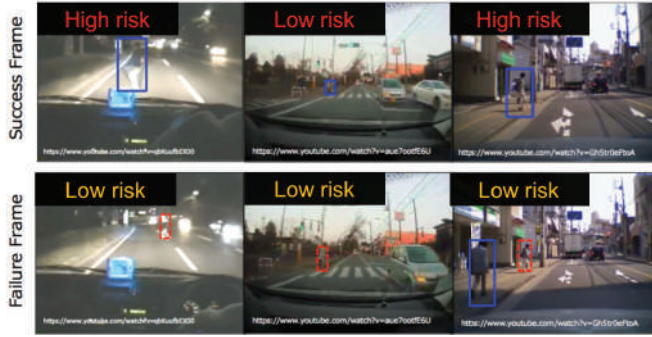 Success Frame
High risk
Low risk
High risk
https://www.youtube.com/watch?v=aue7ootfE6U
https://www.youtube.com/watch?v=GhStr0eFtoA
Failure Frame
Low risk
Low risk
Low risk
https://www.youtube.com/watch?v=aue7ootfE6U
https://www.youtube.com/watch?v=GhStr0eFtoA